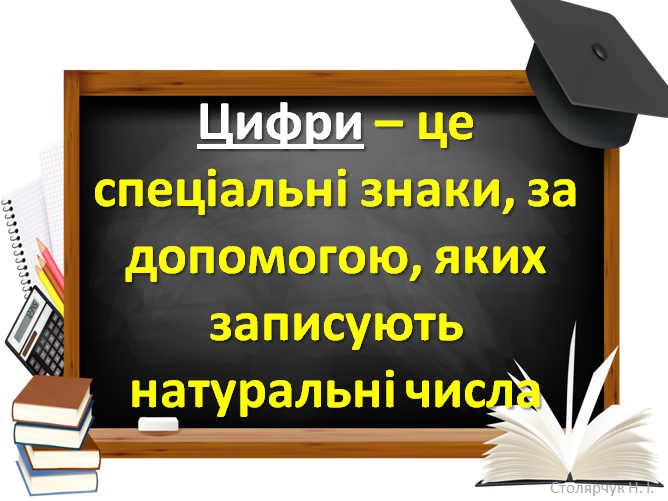 Цифри – це
спеціальні знаки, за
допомогою, яких
записують
натуральні числа
Столярчук Н. І.